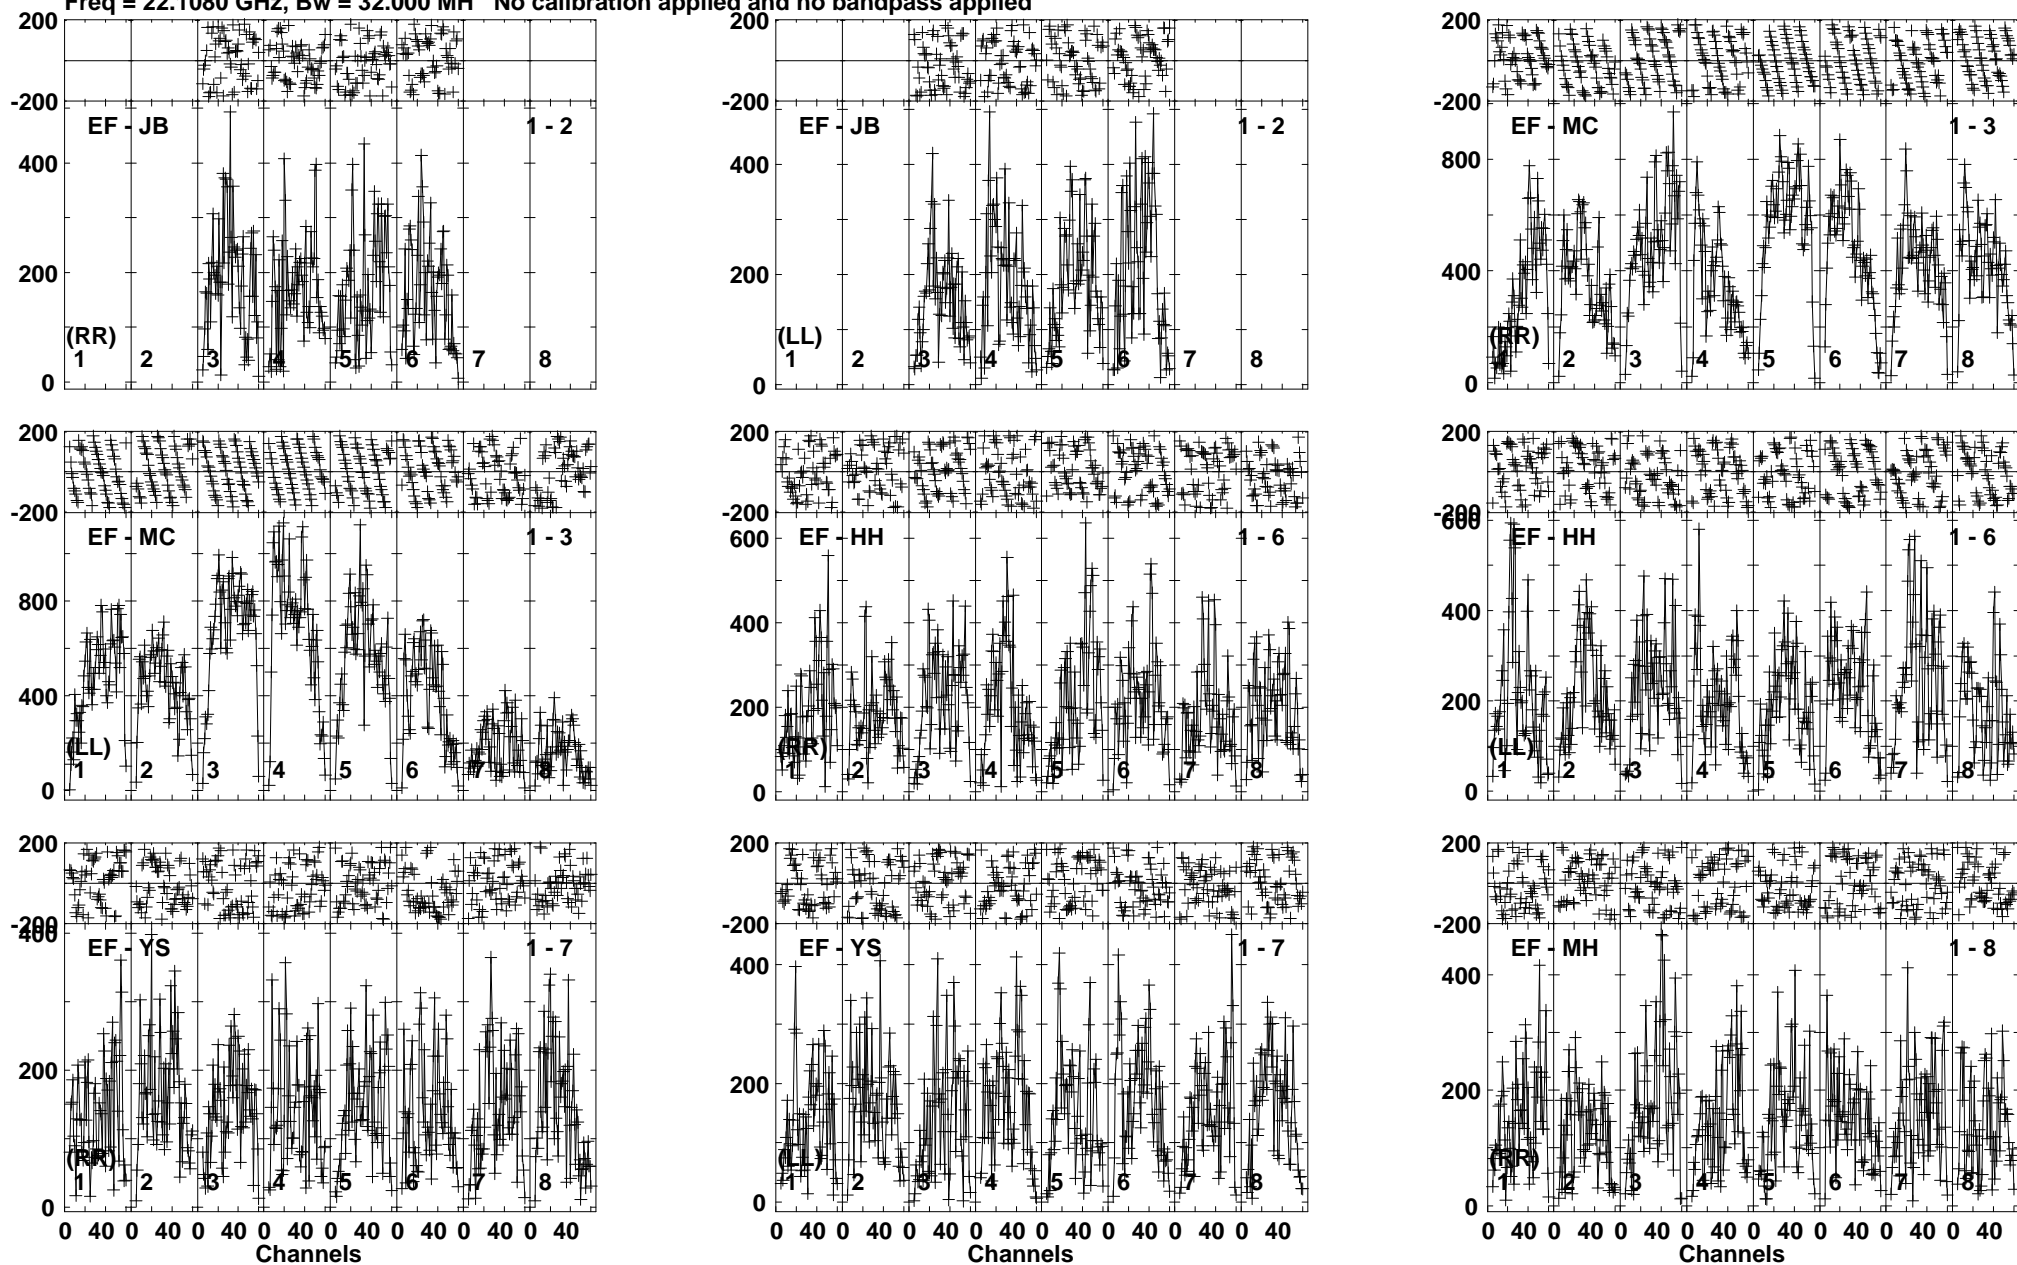 Freq = 22.1080 GHz, Bw = 32.000 MH No calibration applied and no bandpass applied
200 200 200
-200 -200 -200
EF - JB 1 - 2 EF - JB 1 - 2 EF - MC 1 - 3
400 400 800
200 200 400
(RR) (LL) (RR)
1 2 3 4 5 6 7 8 1 2 3 4 5 6 7 8 1 2 3 4 5 6 7 8
0 0 0
200 200 200
-200 -200 -200
EF - MC 1 - 3 EF - HH 1 - 6 EF - HH 1 - 6
800 600 600
400 400 400
200 200
(LL) (RR) (LL)
1 2 3 4 5 6 7 8 1 2 3 4 5 6 7 8 1 2 3 4 5 6 7 8
0 0 0
200 200 200
-200 -200 -200
EF - YS 1 - 7 EF - YS 1 - 7 EF - MH 1 - 8
400 400 400
200 200 200
(RR) (LL) (RR)
1 2 3 4 5 6 7 8 1 2 3 4 5 6 7 8 1 2 3 4 5 6 7 8
0 0 0
0 40 0 40 0 40 0 40 0 40 0 40 0 40 0 40 0 40 0 40 0 40 0 40 0 40 0 40 0 40 0 40 0 40 0 40 0 40 0 40 0 40 0 40 0 40 0 40
Channels Channels Channels